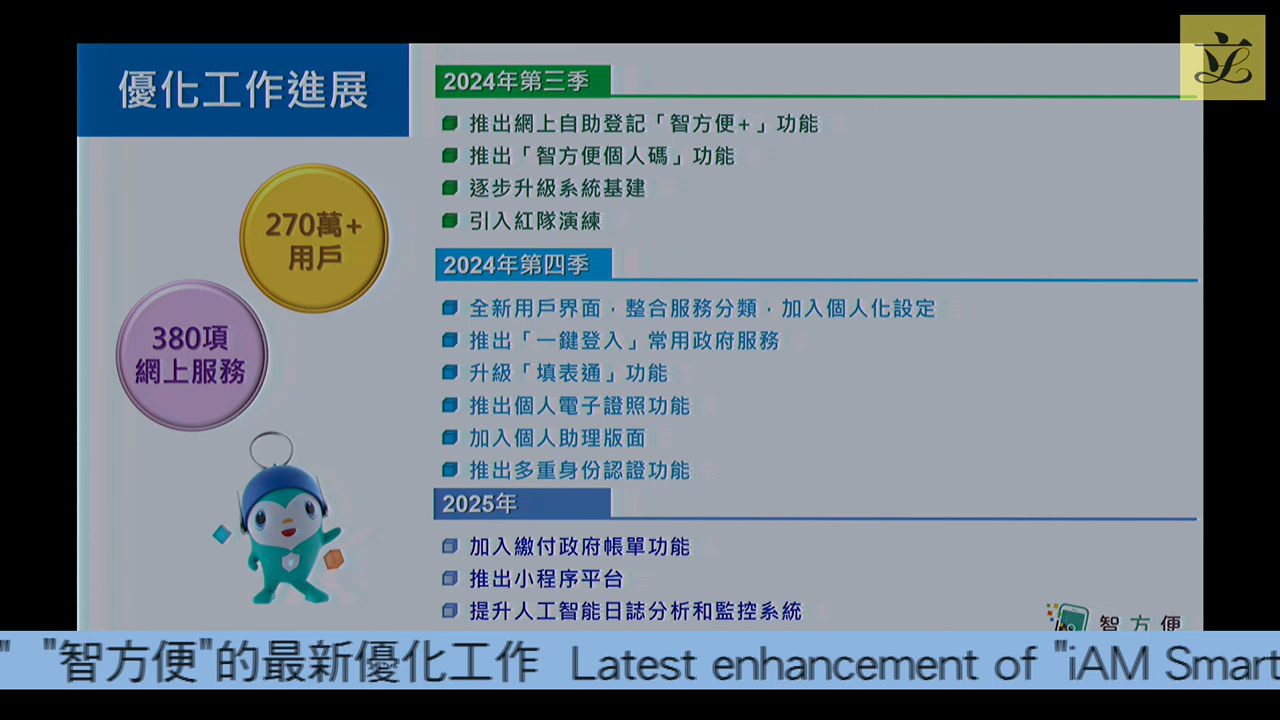 優化工作進展
270萬+
用戶
380項
網上服務
2024年第三季
推出網上自助登記「智方便+」功能
推出「智方便個人碼」功能
逐步升級系統基建
引入紅隊演練
2024年第四季
全新用戶界面，整合服務分類，加入個人化設定
推出「一鍵登入」常用政府服務
升級「填表通」功能
推出個人電子證照功能
加入個人助理版面
推出多重身份認證功能
2025年
加入繳付政府帳單功能
推出小程序平台
提升人工智能日誌分析和監控系統
智方便
立
" "智方便"的最新優化工作 Latest enhancement of "iAM Smart